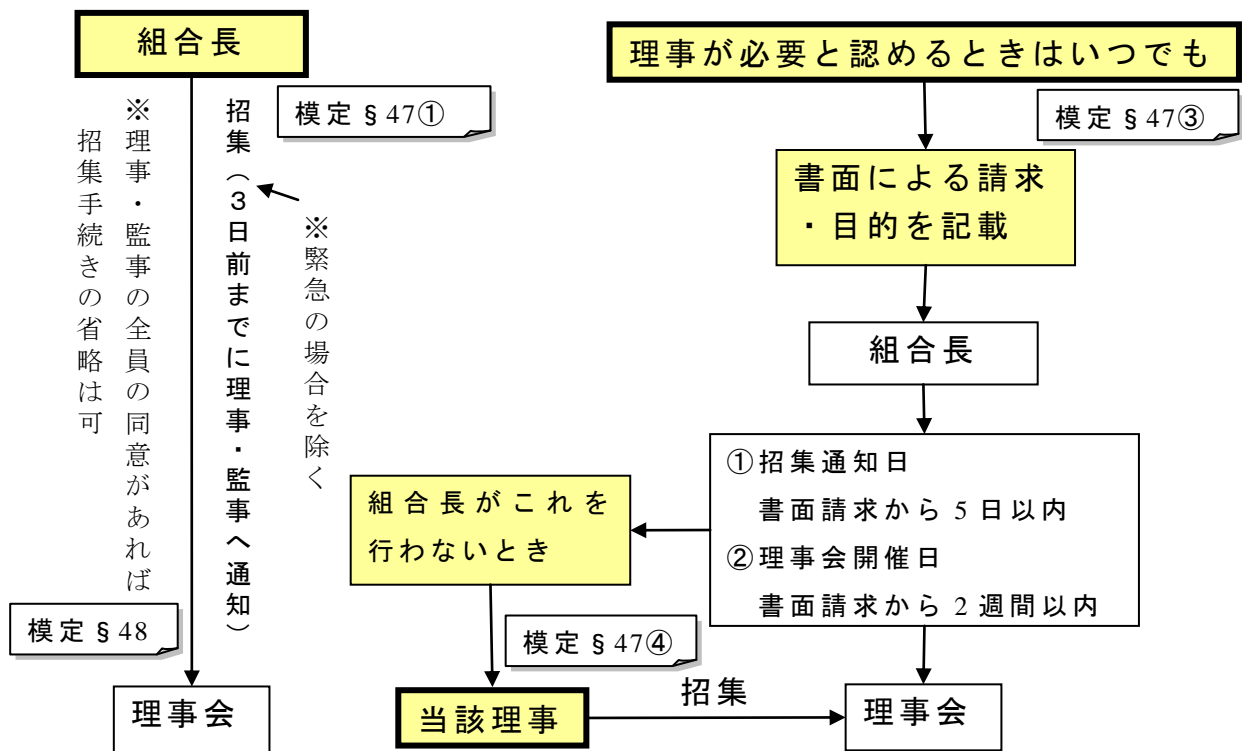 組合長
模定§47①
招集（３日前までに理事・監事へ通知）
※緊急の場合を除く
※理事・監事の全員の同意があれば
招集手続きの省略は可
模定§48
理事会
理事が必要と認めるときはいつでも
模定§47③
書面による請求
・目的を記載
組合長
①招集通知日
書面請求から5日以内
②理事会開催日
書面請求から2週間以内
組合長がこれを
行わないとき
模定§47④
当該理事
招集
理事会